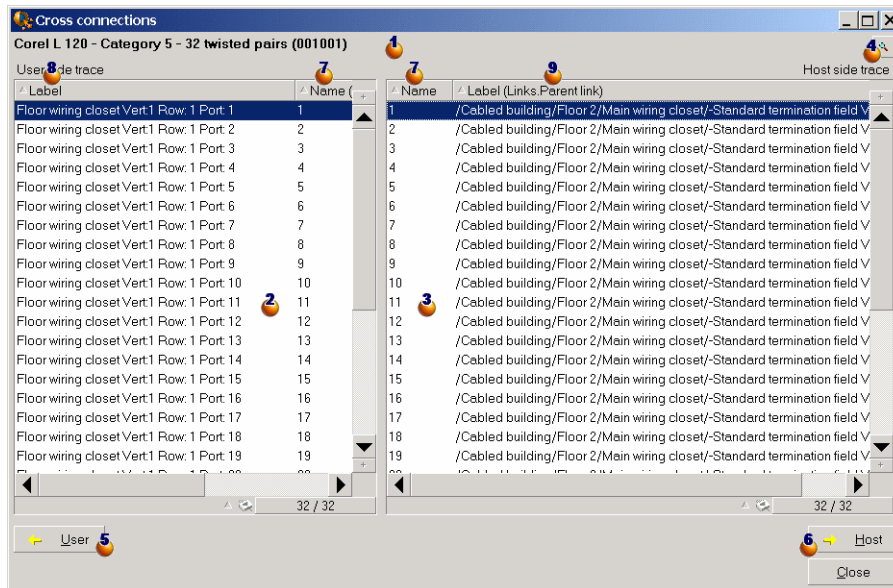 Cross connections
Corel L 120 - Category 5 - 32 twisted pairs (001001)
1
4
User side trace
8
7
7
9
Host side trace
Label
Name (
Name
Label (Links.Parent link)
Floor wiring closet Vert:1 Row: 1 Port: 1 1
1 /Cabled building/Floor 2/Main wiring closet/-Standard termination field V
Floor wiring closet Vert:1 Row: 1 Port: 2 2
2 /Cabled building/Floor 2/Main wiring closet/-Standard termination field V
Floor wiring closet Vert:1 Row: 1 Port: 3 3
3 /Cabled building/Floor 2/Main wiring closet/-Standard termination field V
Floor wiring closet Vert:1 Row: 1 Port: 4 4
4 /Cabled building/Floor 2/Main wiring closet/-Standard termination field V
Floor wiring closet Vert:1 Row: 1 Port: 5 5
5 /Cabled building/Floor 2/Main wiring closet/-Standard termination field V
Floor wiring closet Vert:1 Row: 1 Port: 6 6
6 /Cabled building/Floor 2/Main wiring closet/-Standard termination field V
Floor wiring closet Vert:1 Row: 1 Port: 7 7
7 /Cabled building/Floor 2/Main wiring closet/-Standard termination field V
Floor wiring closet Vert:1 Row: 1 Port: 8 8
8 /Cabled building/Floor 2/Main wiring closet/-Standard termination field V
Floor wiring closet Vert:1 Row: 1 Port: 9 9
9 /Cabled building/Floor 2/Main wiring closet/-Standard termination field V
Floor wiring closet Vert:1 Row: 1 Port: 10 10
10 /Cabled building/Floor 2/Main wiring closet/-Standard termination field V
Floor wiring closet Vert:1 Row: 1 Port: 11 2 11
11 3 /Cabled building/Floor 2/Main wiring closet/-Standard termination field V
Floor wiring closet Vert:1 Row: 1 Port: 12 12
12 /Cabled building/Floor 2/Main wiring closet/-Standard termination field V
Floor wiring closet Vert:1 Row: 1 Port: 13 13
13 /Cabled building/Floor 2/Main wiring closet/-Standard termination field V
Floor wiring closet Vert:1 Row: 1 Port: 14 14
14 /Cabled building/Floor 2/Main wiring closet/-Standard termination field V
Floor wiring closet Vert:1 Row: 1 Port: 15 15
15 /Cabled building/Floor 2/Main wiring closet/-Standard termination field V
Floor wiring closet Vert:1 Row: 1 Port: 16 16
16 /Cabled building/Floor 2/Main wiring closet/-Standard termination field V
Floor wiring closet Vert:1 Row: 1 Port: 17 17
17 /Cabled building/Floor 2/Main wiring closet/-Standard termination field V
Floor wiring closet Vert:1 Row: 1 Port: 18 18
18 /Cabled building/Floor 2/Main wiring closet/-Standard termination field V
Floor wiring closet Vert:1 Row: 1 Port: 19 19
19 /Cabled building/Floor 2/Main wiring closet/-Standard termination field V
32 / 32
32 / 32
User 5
6 Host
Close